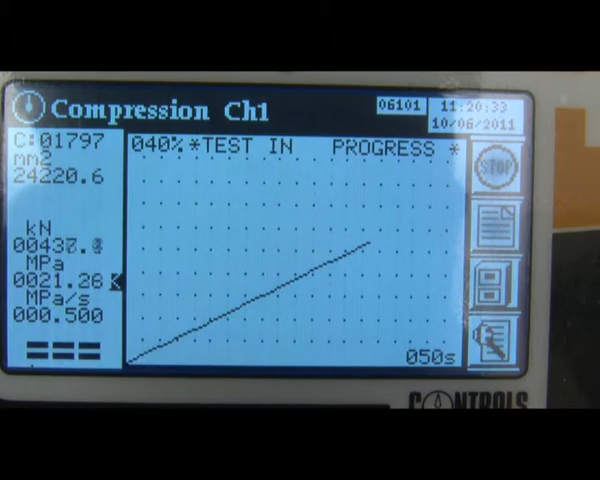 Compression Ch1
06101
11:20:33
10/06/2011
C:01797
mm2
24220.6
kN
MPa
0021.28
MPa/s
000.500
040% *TEST IN PROGRESS *
STOP
050s
CONTROLS